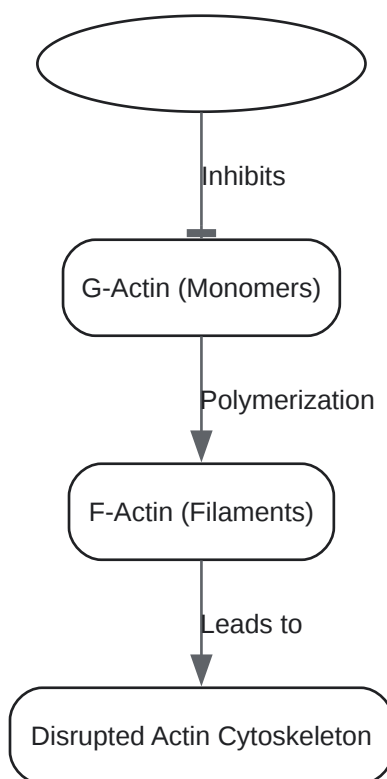 Inhibits
G-Actin (Monomers)
Polymerization
F-Actin (Filaments)
Leads to
Disrupted Actin Cytoskeleton